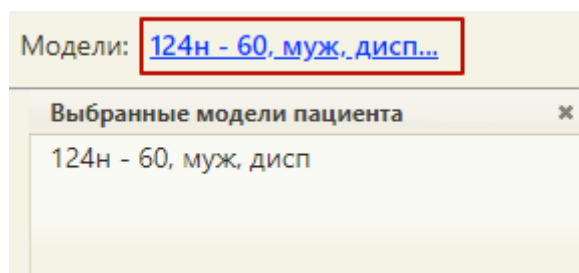 Модели: 124н - 60, муж, дисп...
Выбранные модели пациента
124н - 60, муж, дисп